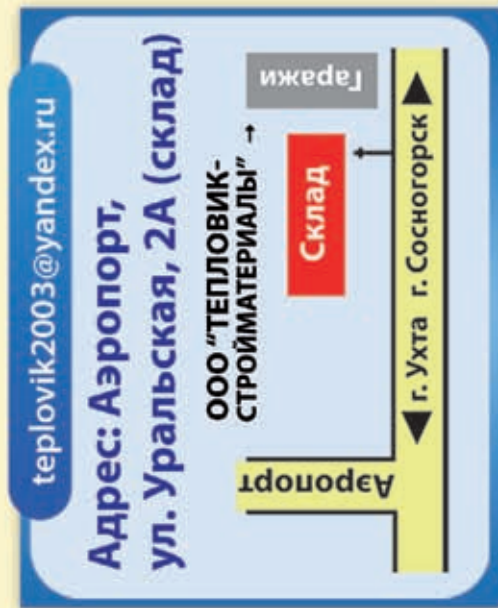 teplovik2003@yandex.ru
Адрес: Аэропорт,
ул. Уральская, 2А (склад)
ООО "ТЕПЛОВИК-
СТРОЙМАТЕРИАЛЫ" →
Гаражи
Склад
Аэропорт
◄ г. Ухта г. Сосногорск ►